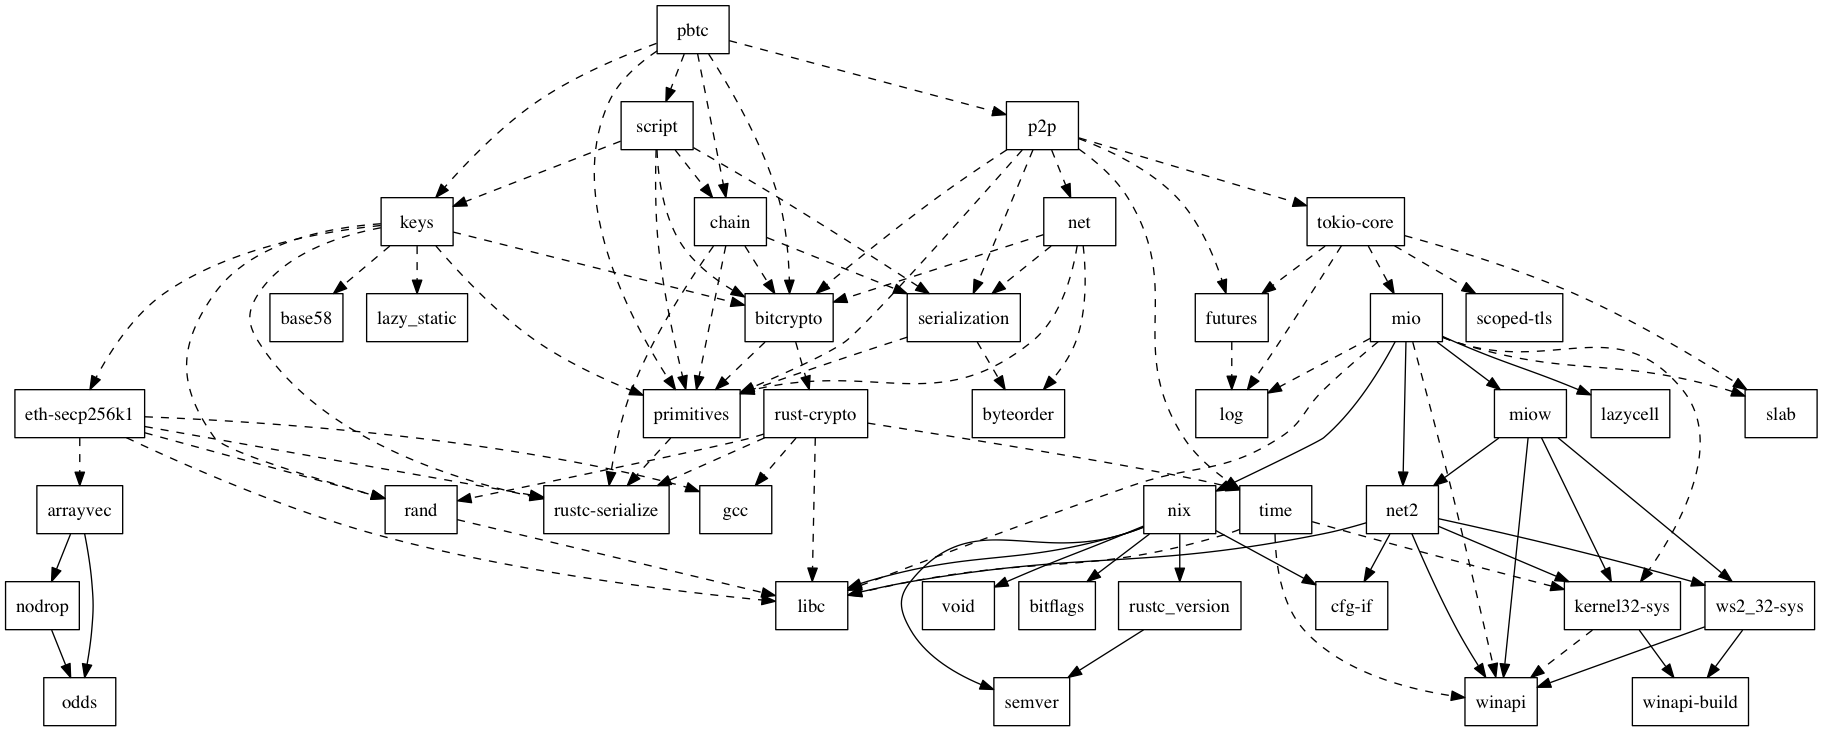 pbtc
script
p2p
keys
chain
net
tokio-core
base58
lazy_static
bitcrypto
serialization
futures
mio
scoped-tls
eth-secp256k1
primitives
rust-crypto
byteorder
log
miow
lazycell
slab
arrayvec
rand
rustc-serialize
gcc
nix
time
net2
nodrop
libc
void
bitflags
rustc_version
cfg-if
kernel32-sys
ws2_32-sys
odds
semver
winapi
winapi-build